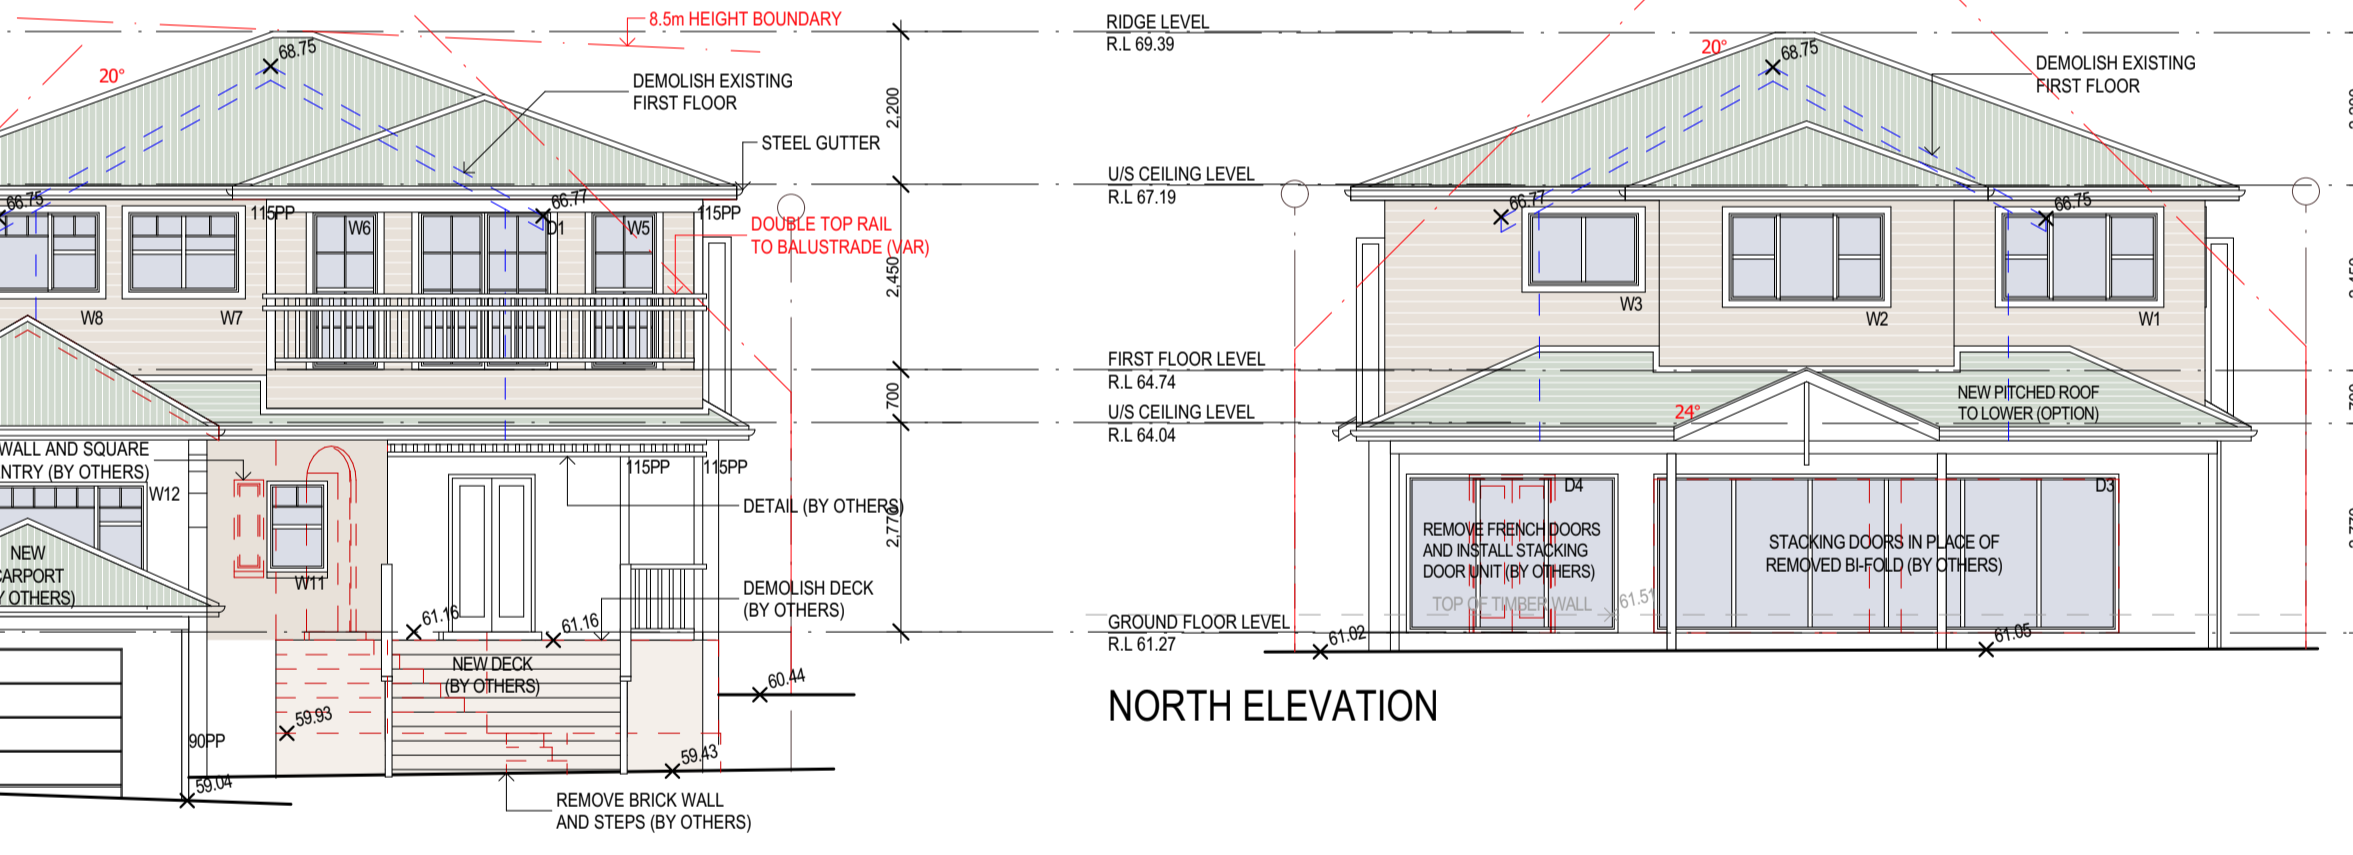 8.5m HEIGHT BOUNDARY
20°
68.75
DEMOLISH EXISTING
FIRST FLOOR
STEEL GUTTER
2,200
66.75
115PP
W6
66.77
D1
W5
115PP
DOUBLE TOP RAIL
TO BALUSTRADE (VAR)
2,450
W8
W7
700
WALL AND SQUARE
NTRY (BY OTHERS)
W12
115PP
115PP
DETAIL (BY OTHERS)
2,770
NEW
CARPORT
Y OTHERS)
W11
61.16
61.16
DEMOLISH DECK
(BY OTHERS)
NEW DECK
(BY OTHERS)
60.44
59.93
90PP
59.43
59.04
REMOVE BRICK WALL
AND STEPS (BY OTHERS)
RIDGE LEVEL
R.L 69.39
U/S CEILING LEVEL
R.L 67.19
FIRST FLOOR LEVEL
R.L 64.74
U/S CEILING LEVEL
R.L 64.04
GROUND FLOOR LEVEL
R.L 61.27
20°
68.75
DEMOLISH EXISTING
FIRST FLOOR
66.77
66.75
W3
W2
W1
NEW PITCHED ROOF
TO LOWER (OPTION)
24°
D4
D3
REMOVE FRENCH DOORS
AND INSTALL STACKING
DOOR UNIT (BY OTHERS)
STACKING DOORS IN PLACE OF
REMOVED BI-FOLD (BY OTHERS)
TOP OF TIMBER WALL
61.51
61.02
61.05
NORTH ELEVATION